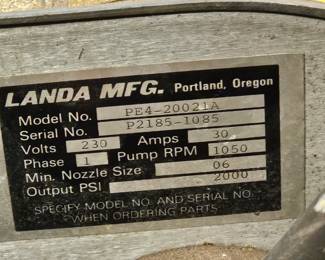 LANDA MFG. Portland, Oregon
Model No. PE4-20021A
Serial No. P2185-1085
Volts 230 Amps 30
Phase 1 Pump RPM 1050
Min. Nozzle Size 06
Output PSI 2000
SPECIFY MODEL NO. AND SERIAL NO.
WHEN ORDERING PARTS